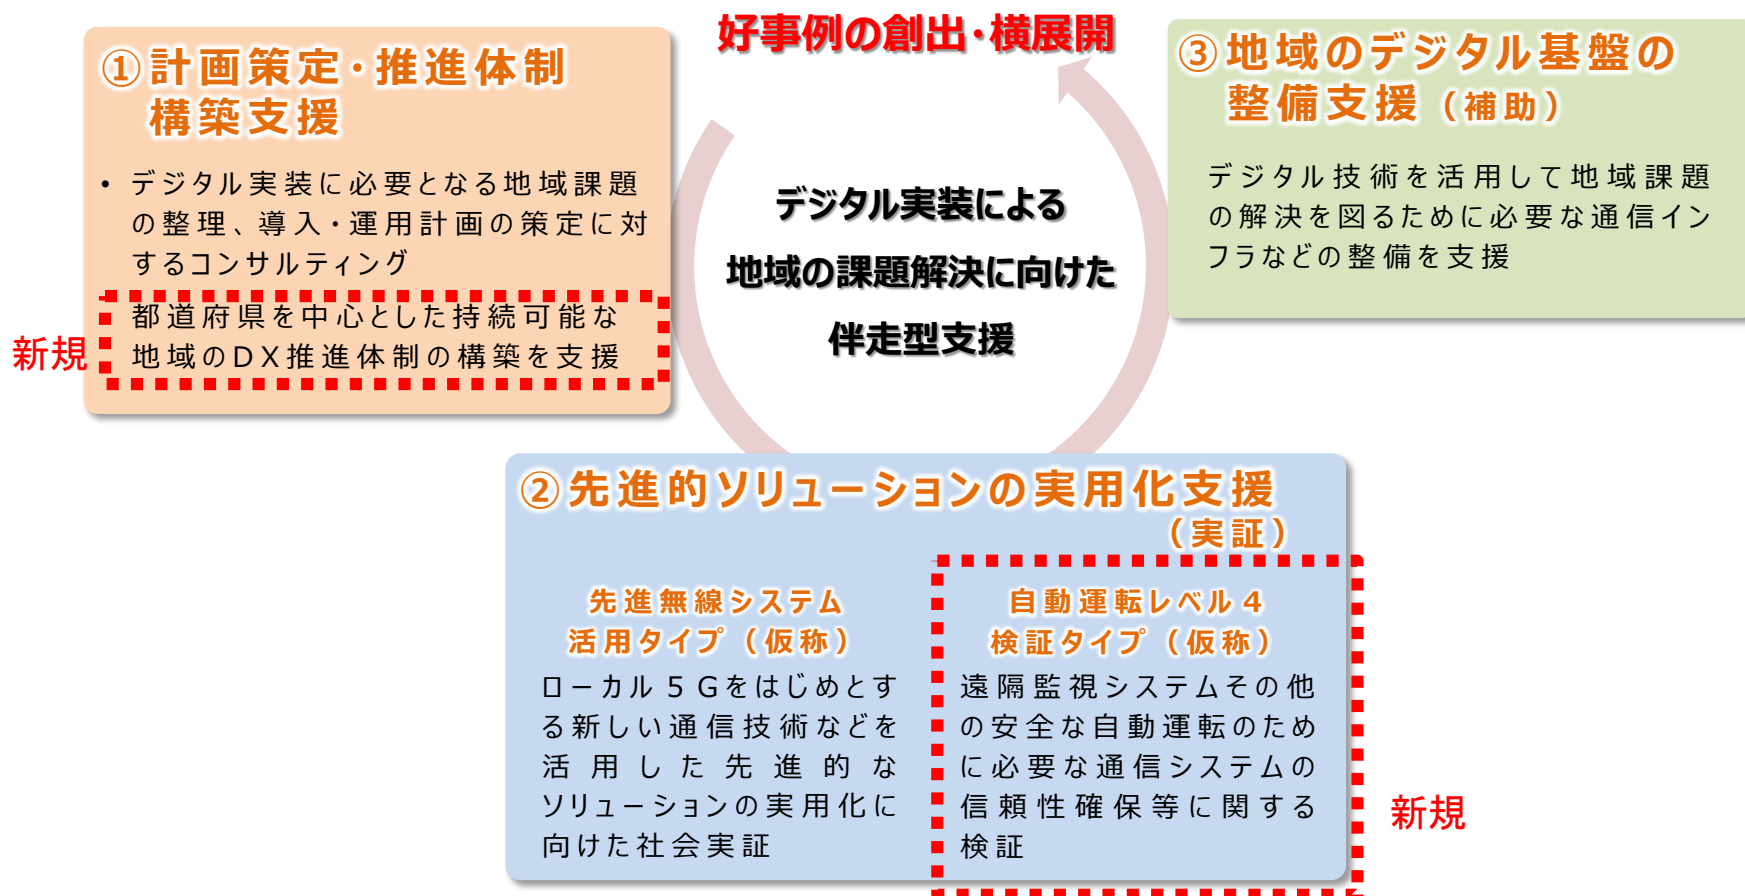 好事例の創出・横展開
①計画策定・推進体制
構築支援
• デジタル実装に必要となる地域課題
の整理、導入・運用計画の策定に対
するコンサルティング
新規
都道府県を中心とした持続可能な
地域のDX推進体制の構築を支援
デジタル実装による
地域の課題解決に向けた
伴走型支援
③地域のデジタル基盤の
整備支援（補助）
デジタル技術を活用して地域課題
の解決を図るために必要な通信イン
フラなどの整備を支援
②先進的ソリューションの実用化支援
（実証）
先進無線システム
活用タイプ（仮称）
ローカル５Gをはじめとす
る新しい通信技術などを
活用した先進的な
ソリューションの実用化に
向けた社会実証
自動運転レベル４
検証タイプ（仮称）
遠隔監視システムその他
の安全な自動運転のため
に必要な通信システムの
信頼性確保等に関する
検証
新規